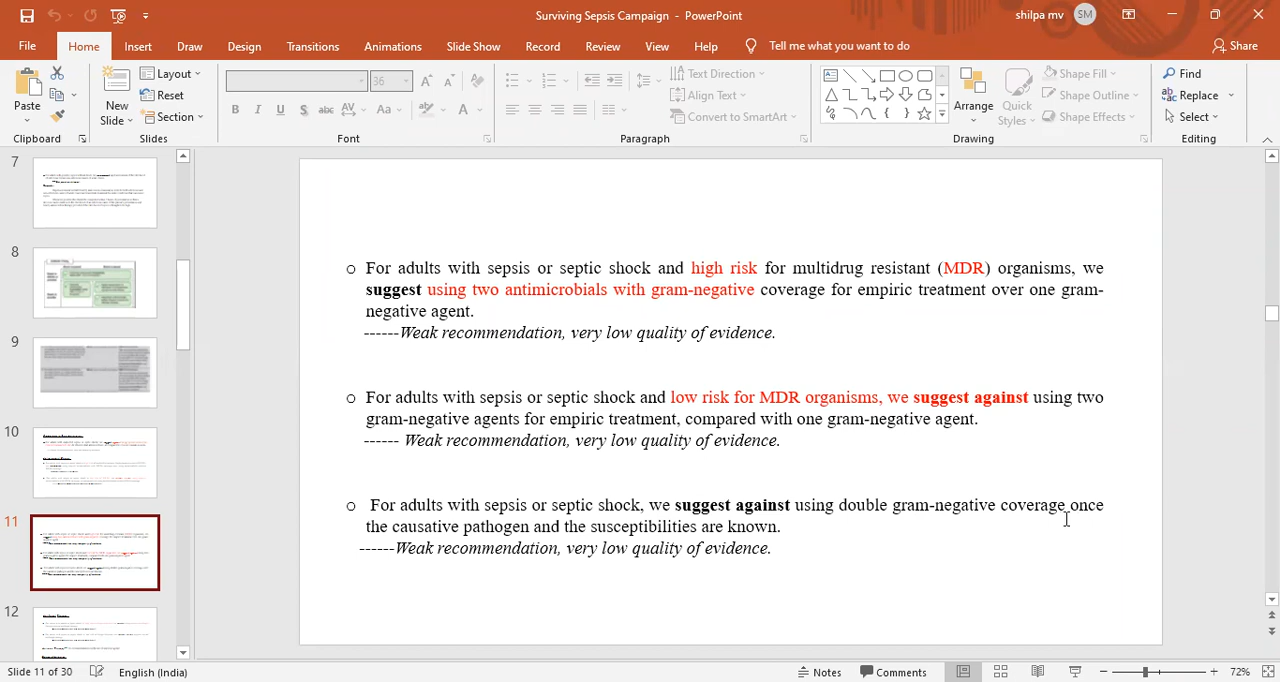 Surviving Sepsis Campaign - PowerPoint
shilpa mv SM
File Home Insert Draw Design Transitions Animations Slide Show Record Review View Help Tell me what you want to do Share
Paste
Clipboard
New
Slide
Layout
Reset
Section
Slides
36
B I U S abc AV Aa A
Font
Text Direction
Align Text
Convert to SmartArt
Paragraph
Arrange
Quick
Styles
Shape Fill
Shape Outline
Shape Effects
Drawing
Find
Replace
Select
Editing
7
8
9
10
11
12
o For adults with sepsis or septic shock and high risk for multidrug resistant (MDR) organisms, we
suggest using two antimicrobials with gram-negative coverage for empiric treatment over one gram-
negative agent.
------Weak recommendation, very low quality of evidence.
o For adults with sepsis or septic shock and low risk for MDR organisms, we suggest against using two
gram-negative agents for empiric treatment, compared with one gram-negative agent.
------ Weak recommendation, very low quality of evidence.
o For adults with sepsis or septic shock, we suggest against using double gram-negative coverage once
the causative pathogen and the susceptibilities are known.
------Weak recommendation, very low quality of evidence.
Slide 11 of 30 English (India) Notes Comments 72%